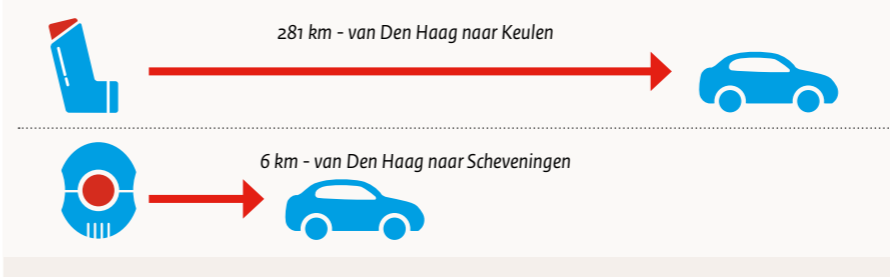 281 km - van Den Haag naar Keulen
6 km - van Den Haag naar Scheveningen